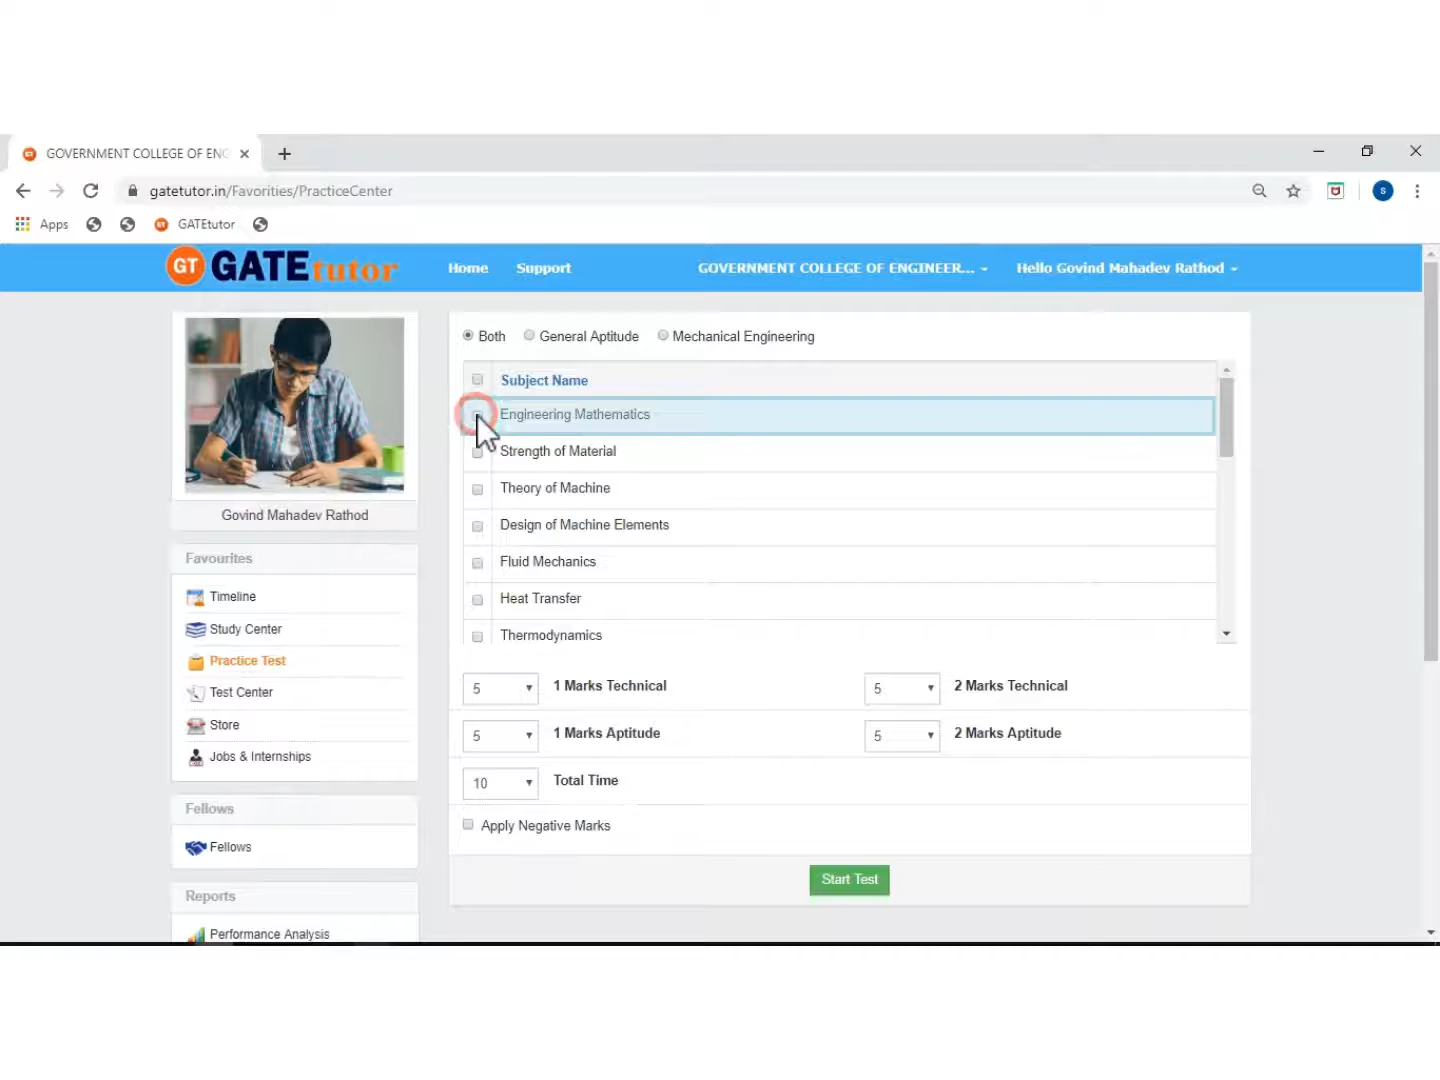 GOVERNMENT COLLEGE OF ENG
gatetutor.in/Favorities/PracticeCenter
S
Apps
GT
GATEtutor
GT GATEtutor
Home
Support
GOVERNMENT COLLEGE OF ENGINEER...
Hello Govind Mahadev Rathod
Both
General Aptitude
Mechanical Engineering
Subject Name
Engineering Mathematics
Strength of Material
Theory of Machine
Design of Machine Elements
Fluid Mechanics
Heat Transfer
Thermodynamics
Govind Mahadev Rathod
Favourites
Timeline
Study Center
Practice Test
Test Center
Store
Jobs & Internships
Fellows
Fellows
Reports
Performance Analysis
5 1 Marks Technical
5 2 Marks Technical
5 1 Marks Aptitude
5 2 Marks Aptitude
10 Total Time
Apply Negative Marks
Start Test